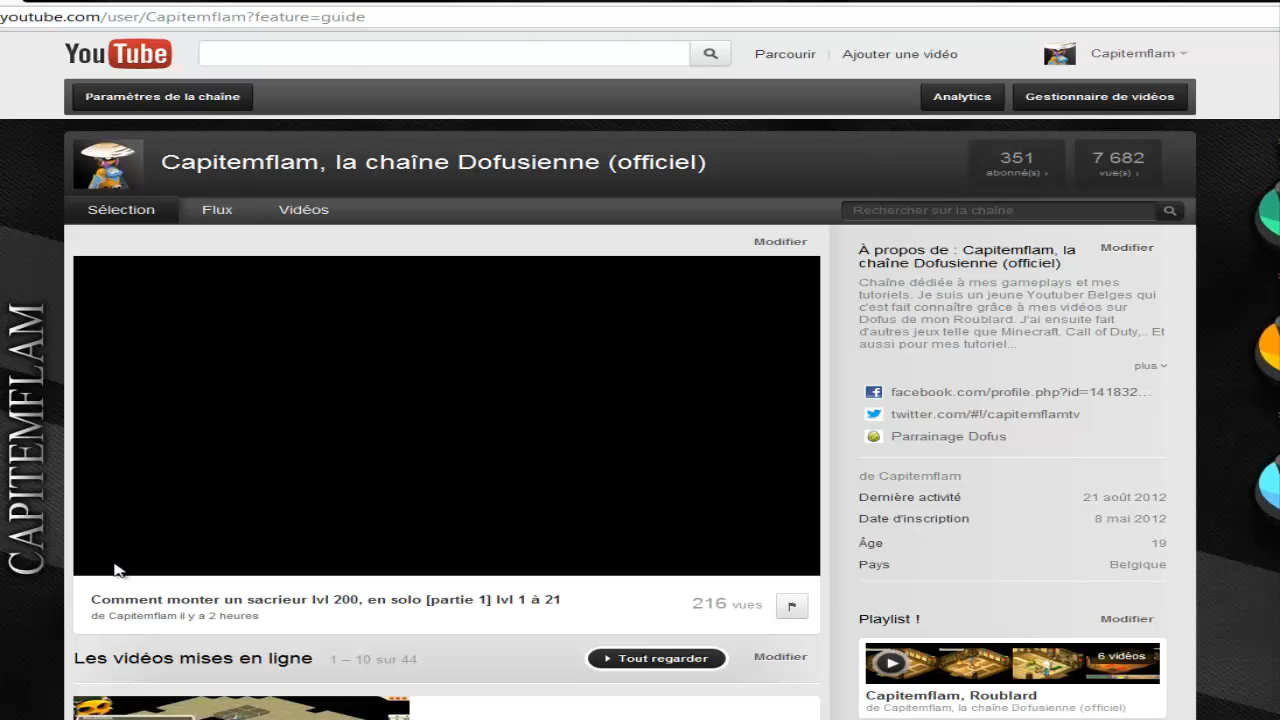 youtube.com/user/Capitemflam?feature=guide
YouTube
Parcourir
Ajouter une vidéo
Capitemflam
Paramètres de la chaîne
Analytics
Gestionnaire de vidéos
Capitemflam, la chaîne Dofusienne (officiel)
351
abonné(s) ›
7 682
vue(s) ›
Sélection
Flux
Vidéos
Rechercher sur la chaîne
CAPITEMFLAM
Modifier
Comment monter un sacrieur lvl 200, en solo [partie 1] lvl 1 à 21
de Capitemflam il y a 2 heures
216 vues
Les vidéos mises en ligne
1 – 10 sur 44
Tout regarder
Modifier
À propos de : Capitemflam, la
chaîne Dofusienne (officiel)
Modifier
Chaîne dédiée à mes gameplays et mes
tutoriels. Je suis un jeune Youtuber Belges qui
c'est fait connaître grâce à mes vidéos sur
Dofus de mon Roublard. J'ai ensuite fait
d'autres jeux telle que Minecraft, Call of Duty,.. Et
aussi pour mes tutoriel...
plus
facebook.com/profile.php?id=141832...
twitter.com/#!/capitemflamtv
Parrainage Dofus
de Capitemflam
Dernière activité 21 août 2012
Date d'inscription 8 mai 2012
Âge 19
Pays Belgique
Playlist !
Modifier
6 vidéos
Capitemflam, Roublard
de Capitemflam, la chaîne Dofusienne (officiel)